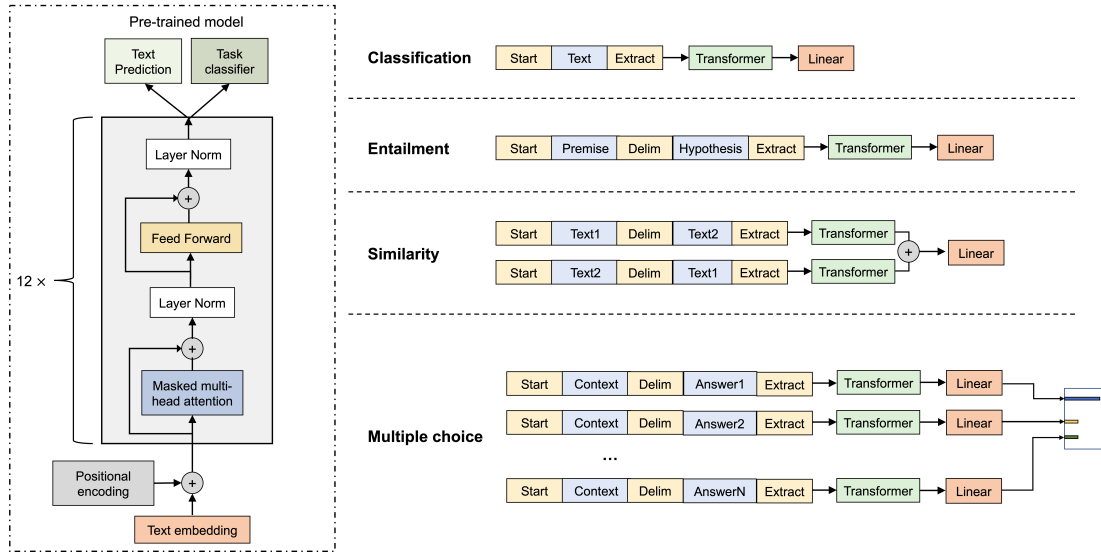 Pre-trained model
Text
Prediction
Task
classifier
Layer Norm
Feed Forward
12 ×
Layer Norm
Masked multi-
head attention
Positional
encoding
Text embedding
Classification
Start Text Extract Transformer Linear
Entailment
Start Premise Delim Hypothesis Extract Transformer Linear
Similarity
Start Text1 Delim Text2 Extract Transformer
+ Linear
Start Text2 Delim Text1 Extract Transformer
Multiple choice
Start Context Delim Answer1 Extract Transformer Linear
Start Context Delim Answer2 Extract Transformer Linear
...
Start Context Delim AnswerN Extract Transformer Linear